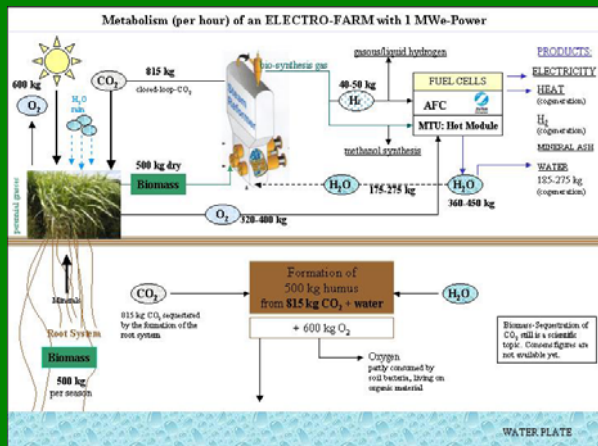 Metabolism (per hour) of an ELECTRO-FARM with 1 MWe-Power
gasous/liquid hydrogen
PRODUCTS:
CO2
815 kg
closed-loop-CO2
bio-synthesis gas
40-50 kg
H2
FUEL CELLS
AFC
MTU: Hot Module
ELECTRICITY
HEAT
(cogeneration)
H2
MINERAL ASH
WATER
185-275 kg
(cogeneration)
600 kg
O2
H2O
rain
methanol synthesis
500 kg dry
Biomass
H2O
175-275 kg
H2O
360-450 kg
O2
320-400 kg
perennial grasses
Minerals
Root System
Biomass
500 kg
per season
CO2
815 kg CO2 sequestered
by the formation of the
root system
Formation of
500 kg humus
from 815 kg CO2 + water
H2O
+ 600 kg O2
Oxygen
partly consumed by
soil bacteria, living on
organic material
Biomass-Sequestration of
CO2 still is a scientific
topic.
figures are
not available yet.
WATER PLATE